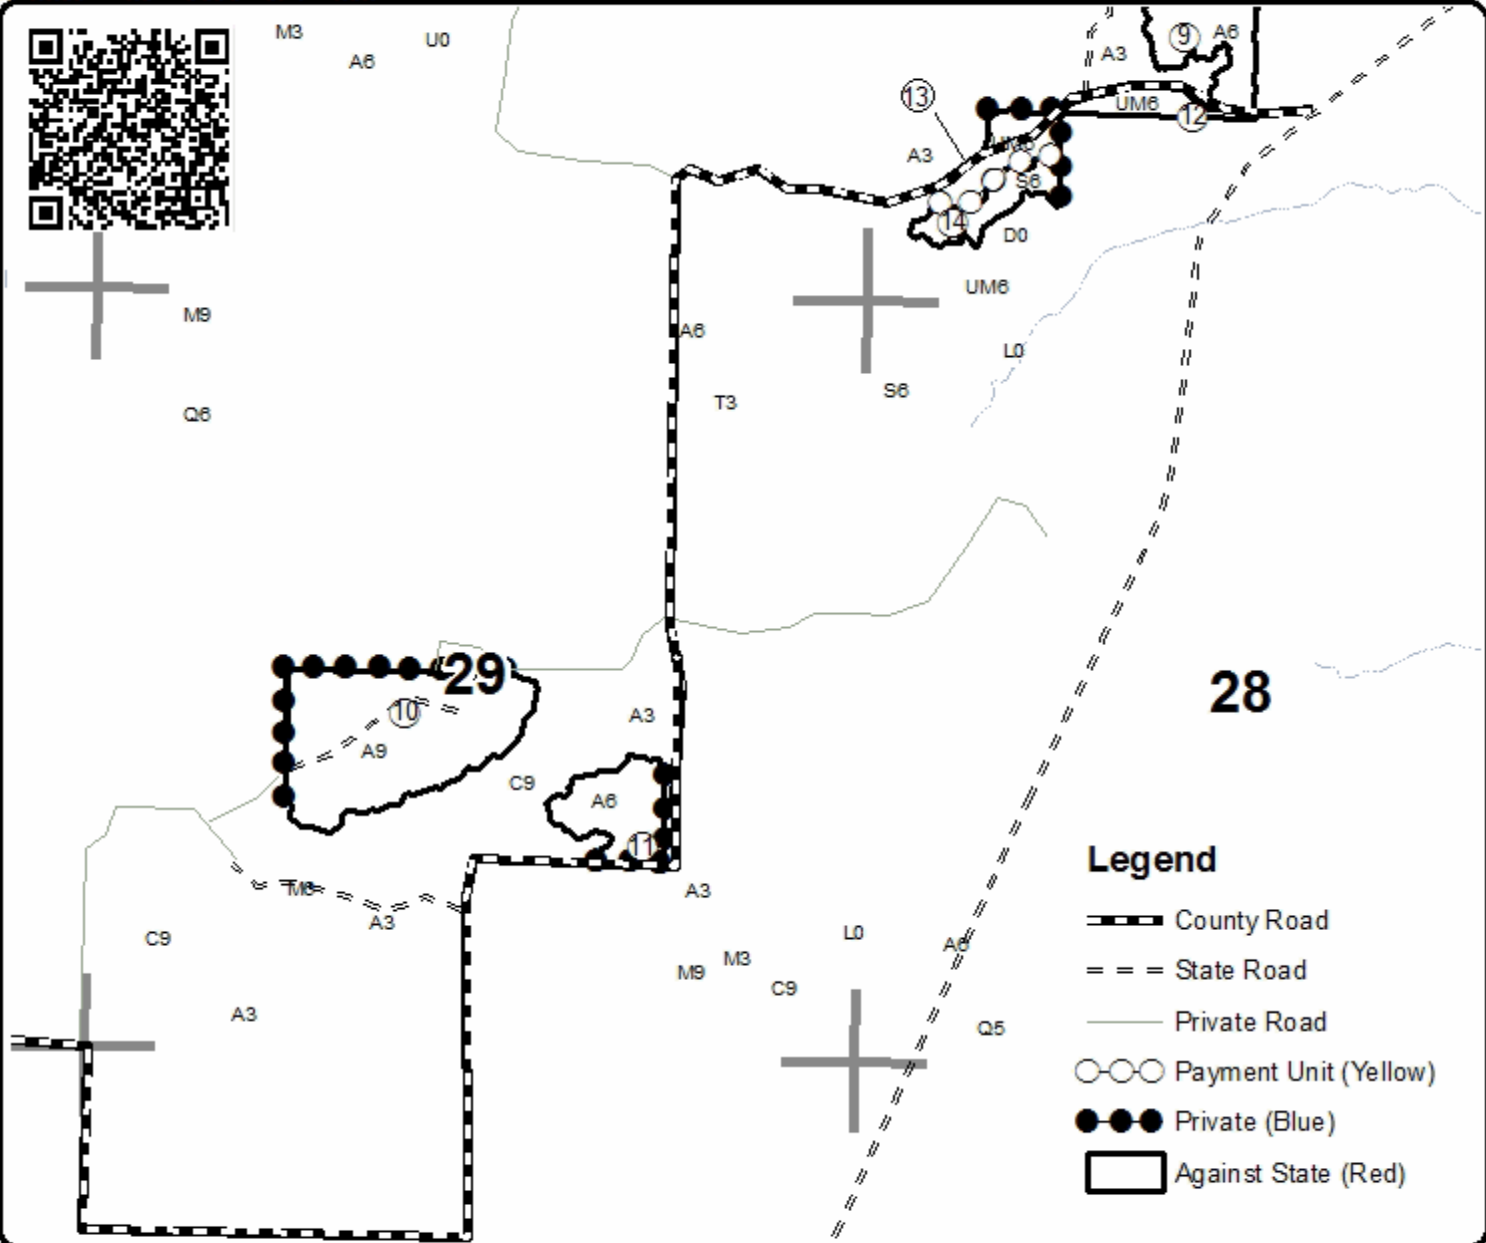 M3
A6
U0
A3
9
A6
13
UM6
12
A3
UM6
S6
14
D0
UM6
M9
A6
L0
Q6
T3
S6
29
28
10
A3
A9
C9
A6
11
Legend
M6
A3
County Road
C9
A3
L0
A6
M3
M9
State Road
C9
A3
Q5
Private Road
Payment Unit (Yellow)
Private (Blue)
Against State (Red)